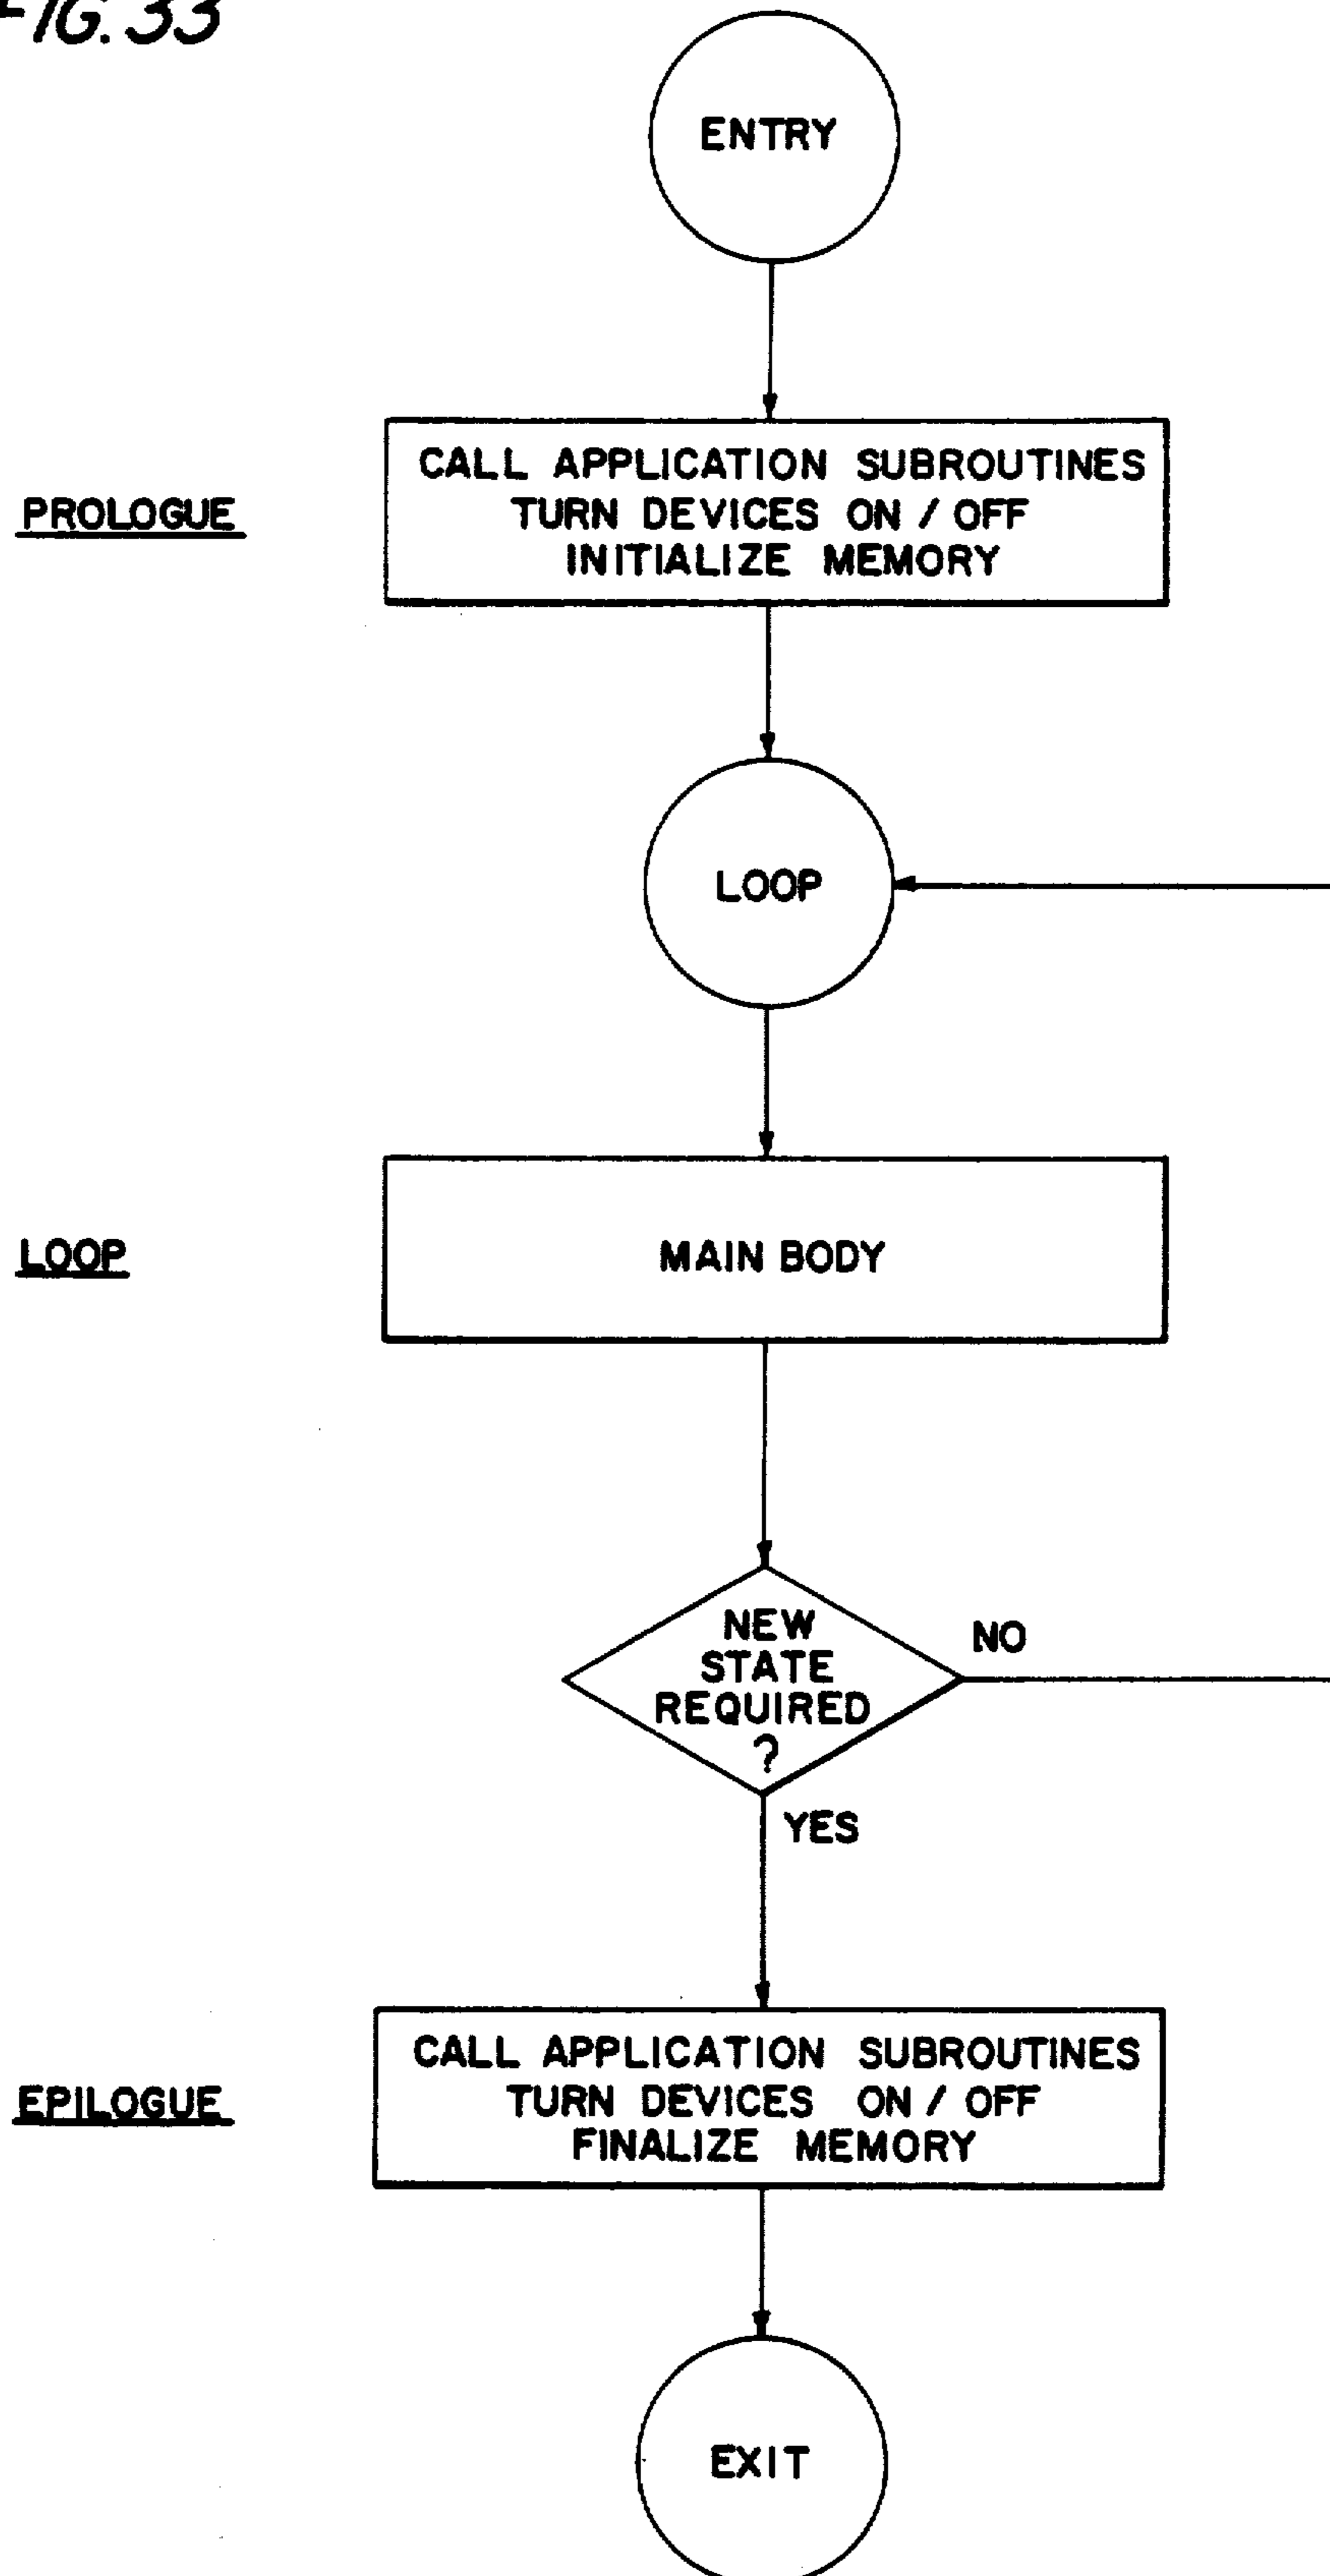 FIG. 33
ENTRY
PROLOGUE
CALL APPLICATION SUBROUTINES
TURN DEVICES ON / OFF
INITIALIZE MEMORY
LOOP
LOOP
MAIN BODY
NEW
STATE
REQUIRED
?
NO
YES
EPILOGUE
CALL APPLICATION SUBROUTINES
TURN DEVICES ON / OFF
FINALIZE MEMORY
EXIT